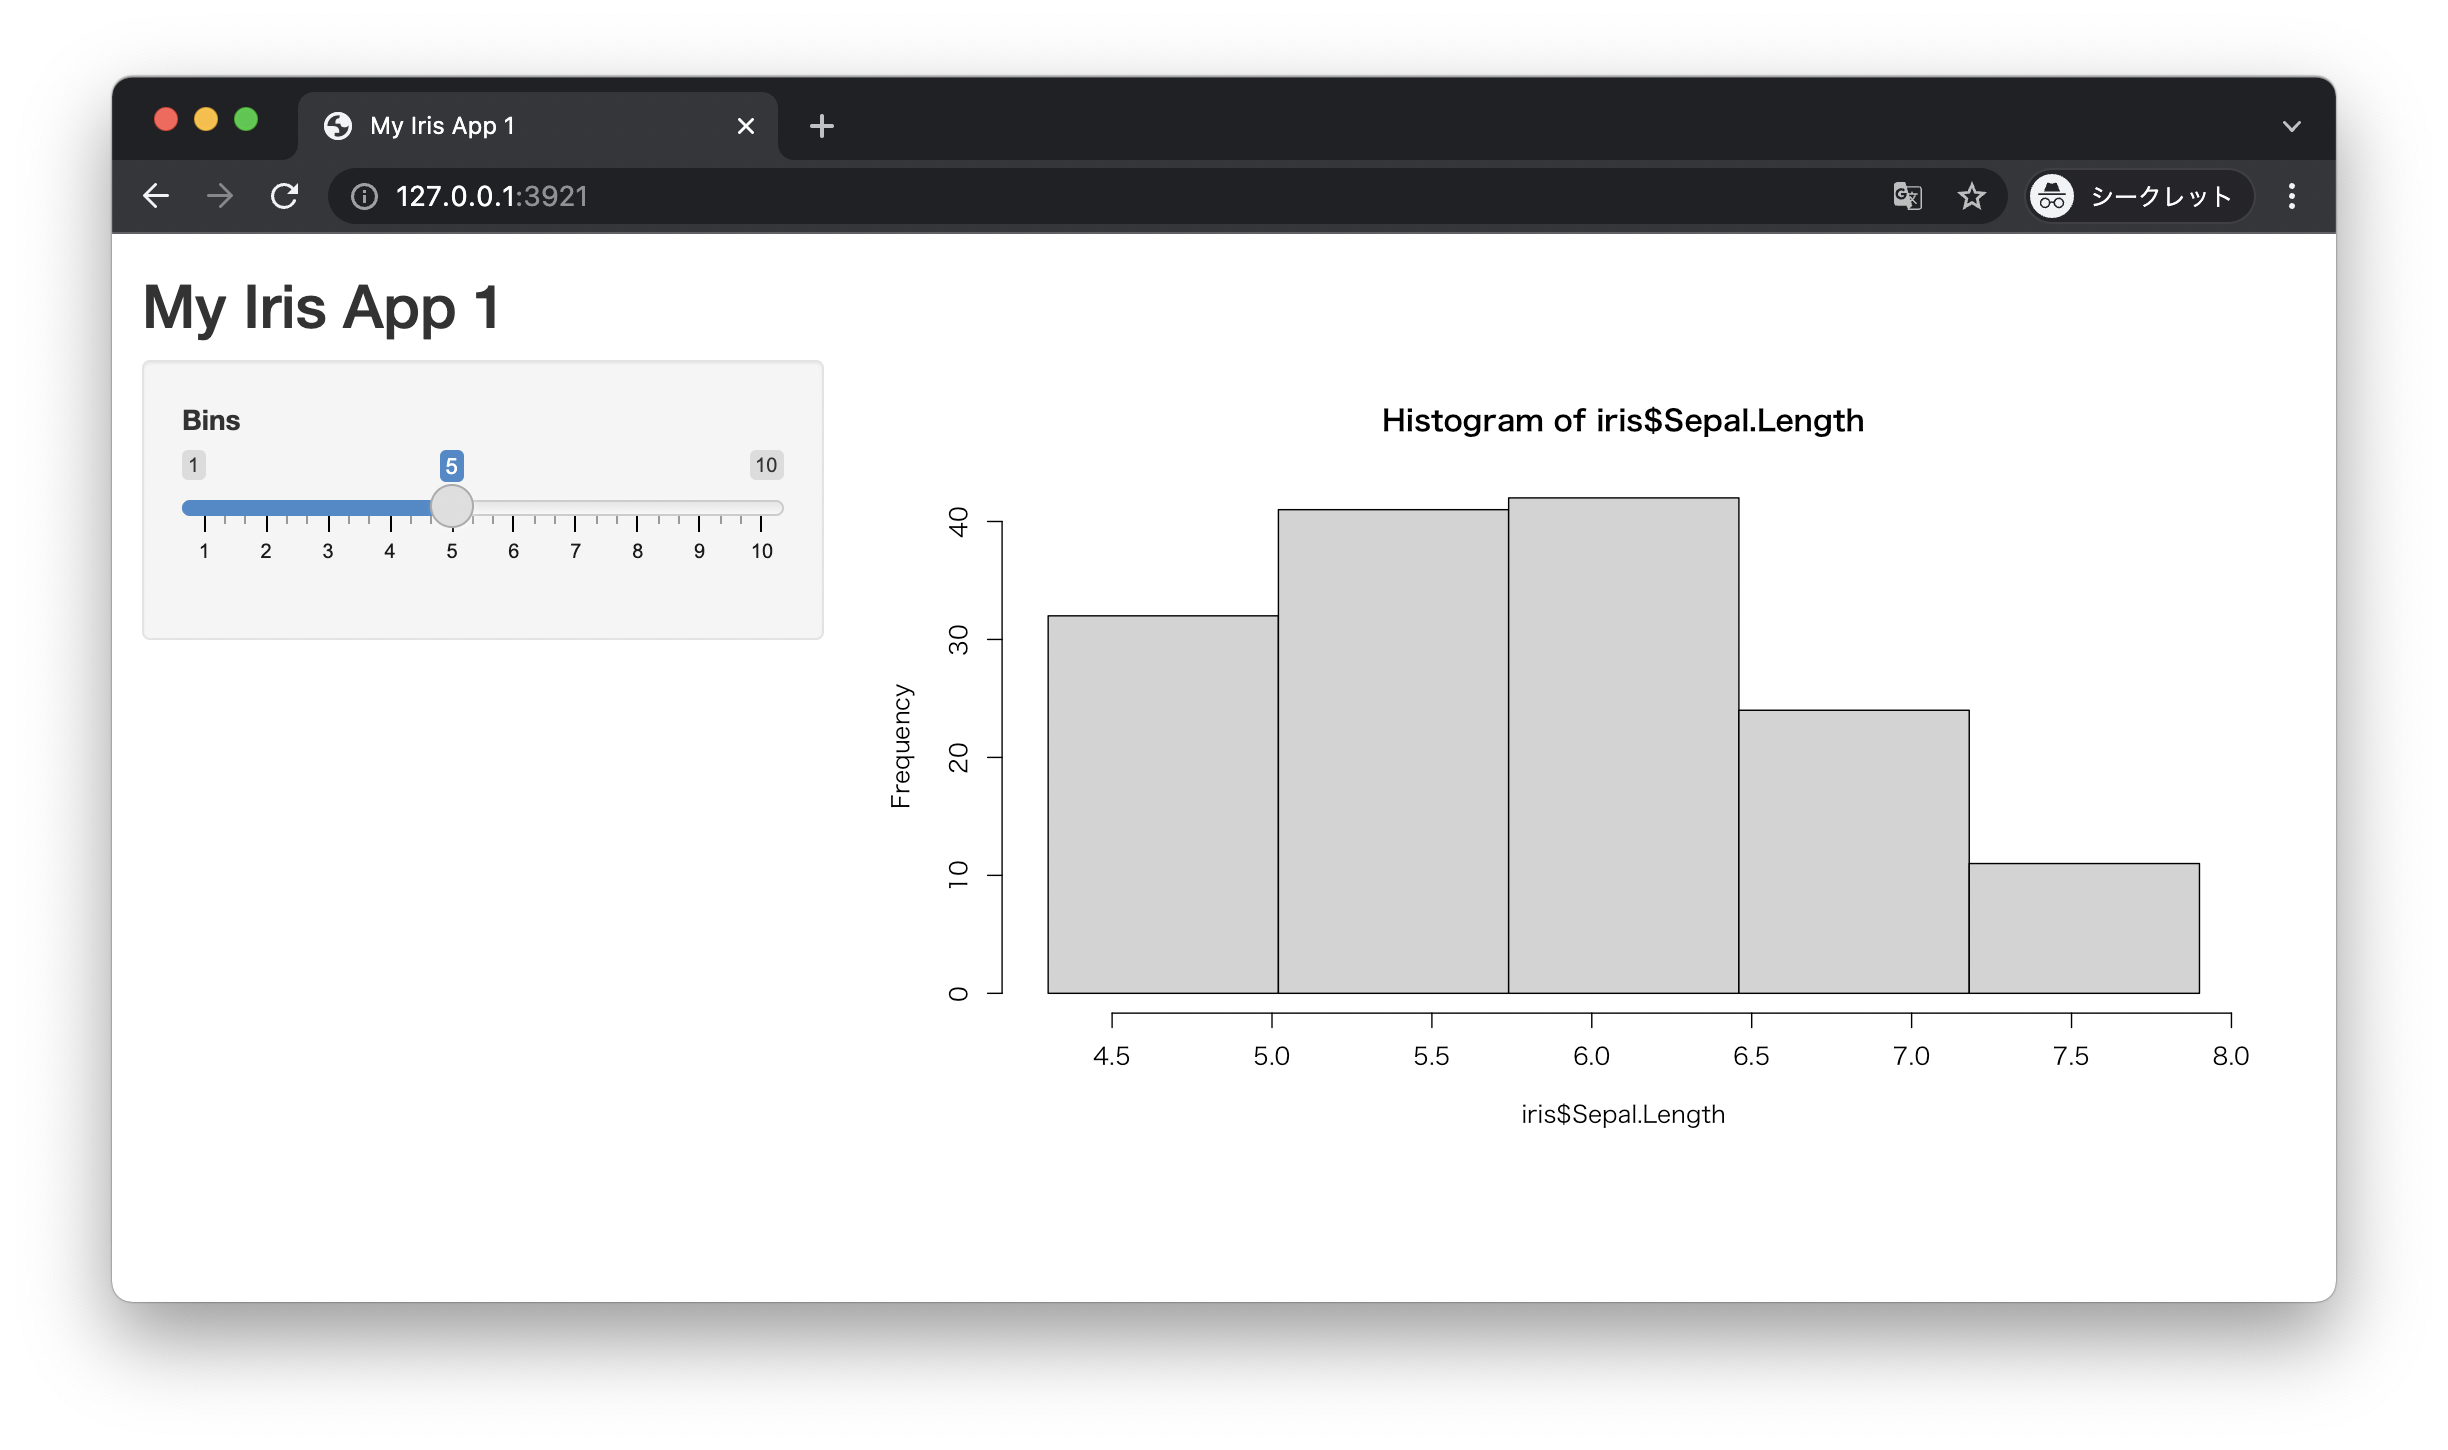 My Iris App 1
127.0.0.1:3921
シークレット
My Iris App 1
Bins
1 5 10
1 2 3 4 5 6 7 8 9 10
Histogram of iris$Sepal.Length
Frequency
40
30
20
10
0
4.5 5.0 5.5 6.0 6.5 7.0 7.5 8.0
iris$Sepal.Length